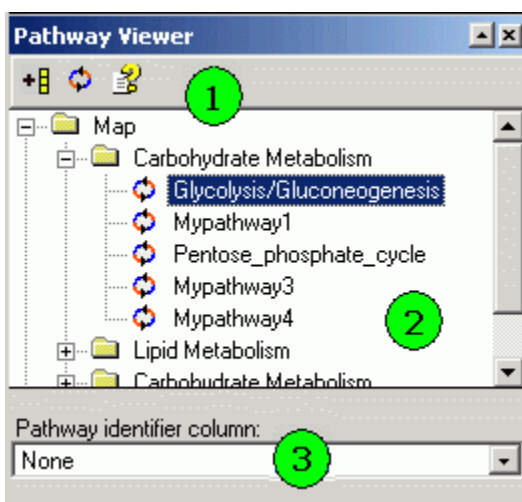 Pathway Viewer
1
Map
Carbohydrate Metabolism
Glycolysis/Gluconeogenesis
Mypathway1
Pentose_phosphate_cycle
Mypathway3
Mypathway4
2
Lipid Metabolism
Carbohydrate Metabolism
Pathway identifier column:
None
3